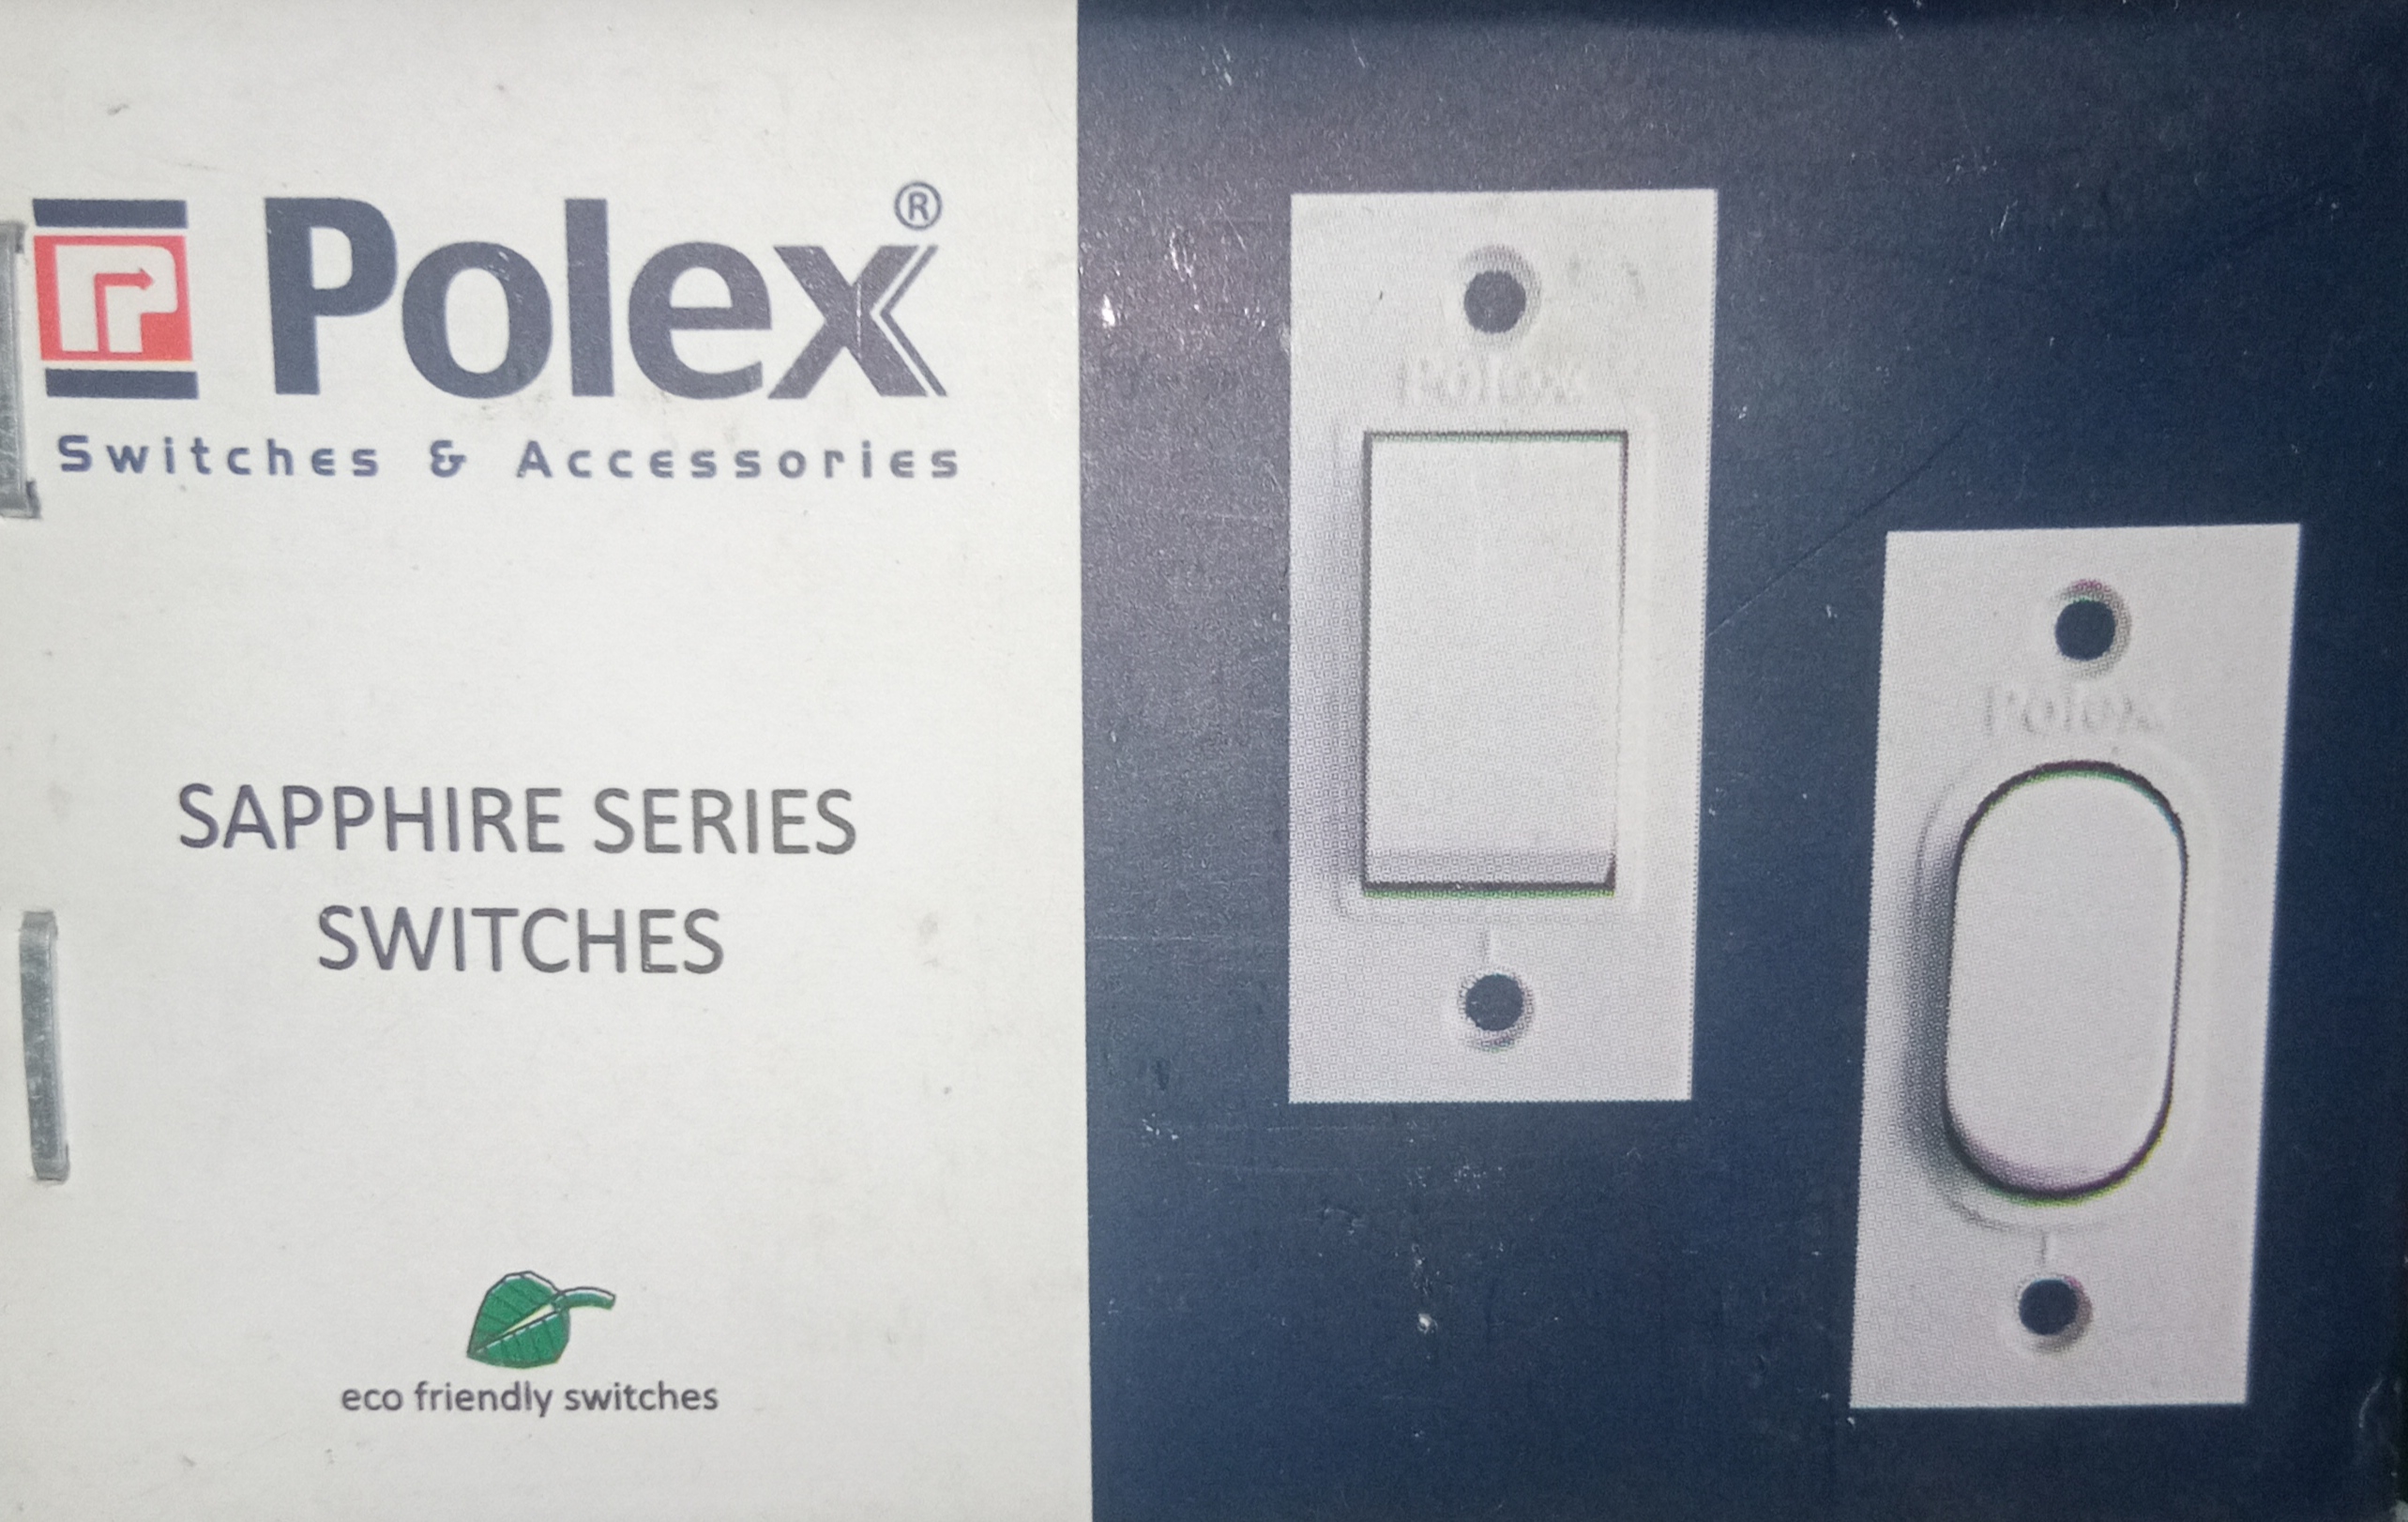 Polex®
Switches & Accessories
SAPPHIRE SERIES
SWITCHES
eco friendly switches
Polex
Polex